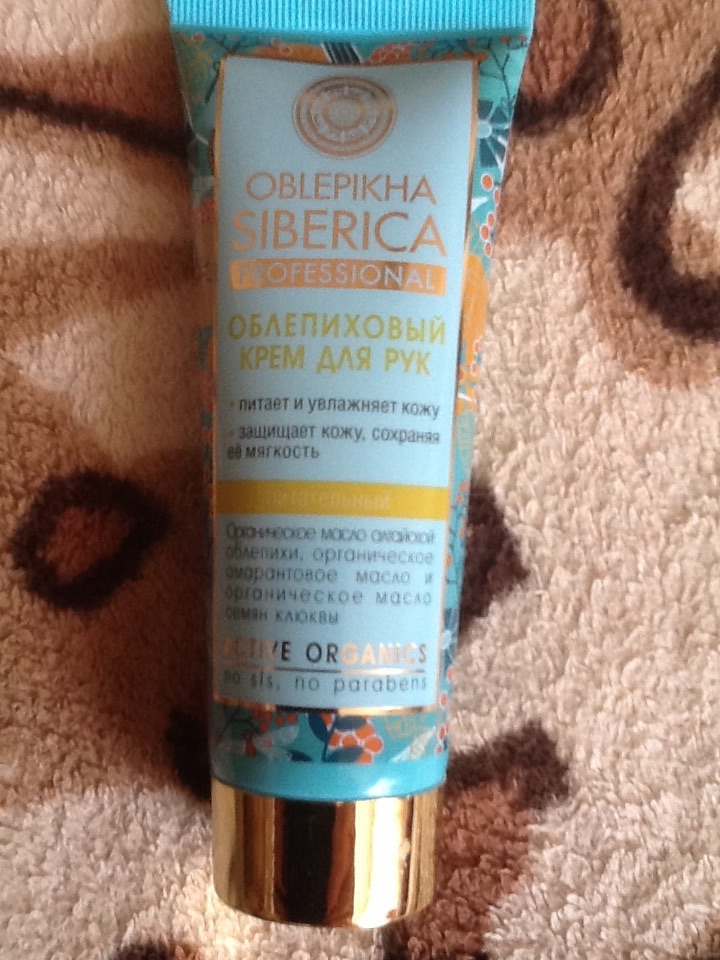 OBLEPIKHA
SIBERICA
PROFESSIONAL
ОБЛЕПИХОВЫЙ
КРЕМ ДЛЯ РУК
• питает и увлажняет кожу
• защищает кожу, сохраняя
её мягкость
питательный
Органическое масло алтайской
облепихи, органическое
амарантовое масло и
органическое масло
семян клюквы
ACTIVE ORGANICS
no sls, no parabens